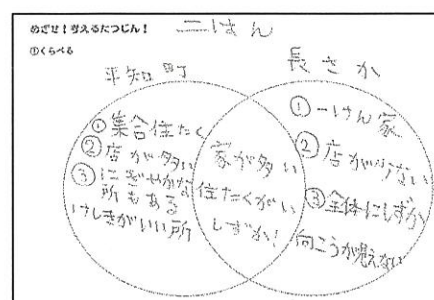 めざせ！考えるたつじん！
①くらべる
二はん
平知町
長さか
①集合住たく
②店が多い
③にぎやかな
所もある
けしきがいい所
家が多い
住たくがい
しずか！
①一けん家
②店が少ない
③全体にしずか
向こうが見えない